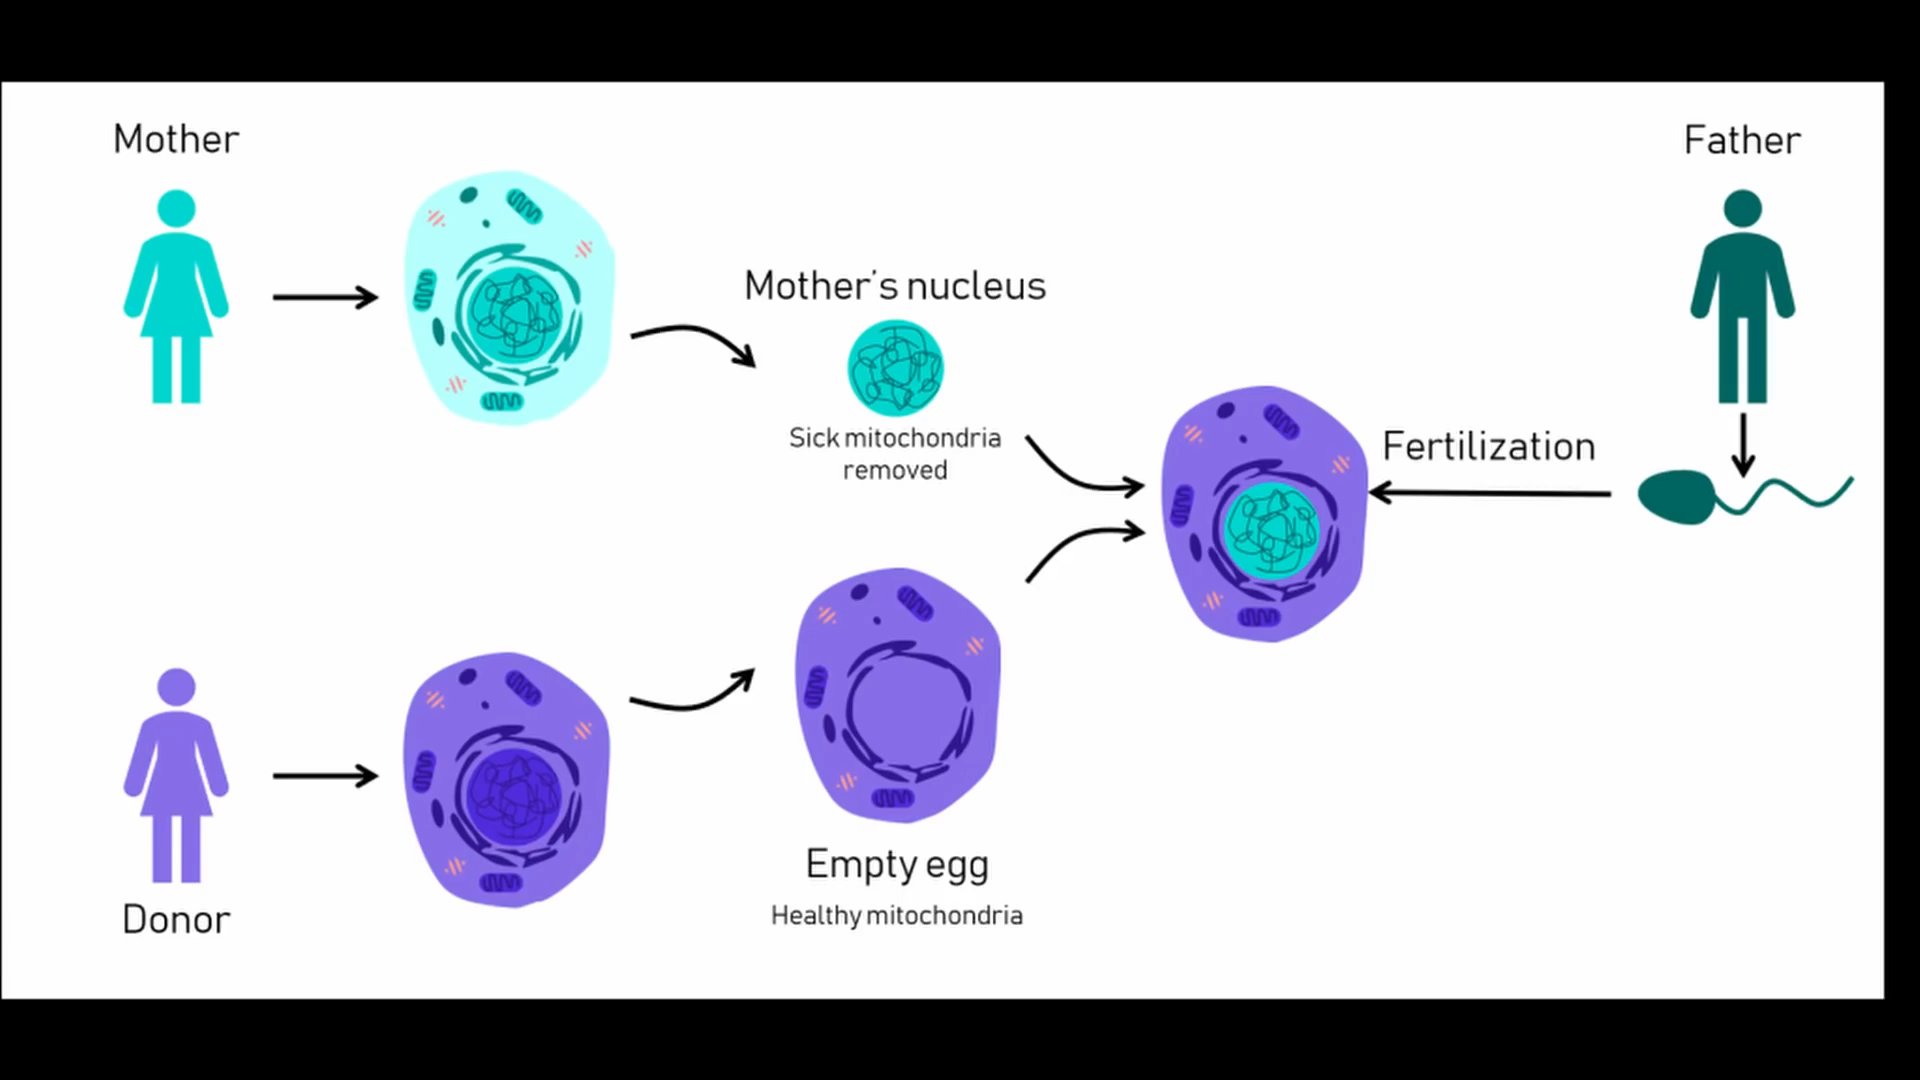 Mother
Father
Mother's nucleus
Sick mitochondria
removed
Fertilization
Empty egg
Healthy mitochondria
Donor